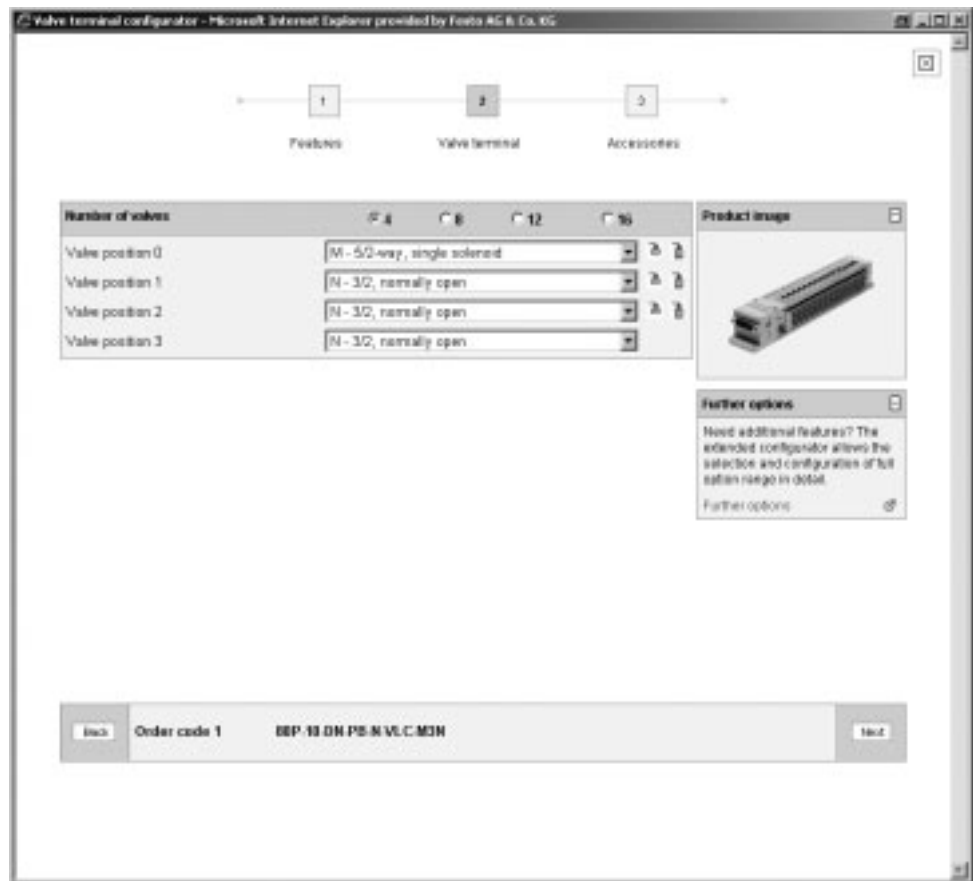 Valve terminal configurator - Microsoft Internet Explorer provided by Festo AG & Co. KG
1 2 3
Features Valve terminal Accessories
Number of valves 4 8 12 16
Product image
Valve position 0 M - 5/2-way, single solenoid
Valve position 1 N - 3/2, normally open
Valve position 2 N - 3/2, normally open
Valve position 3 N - 3/2, normally open
Further options
Need additional features? The
extended configurator allows the
selection and configuration of full
option range in detail.
Further options
Back Order code 1 Next